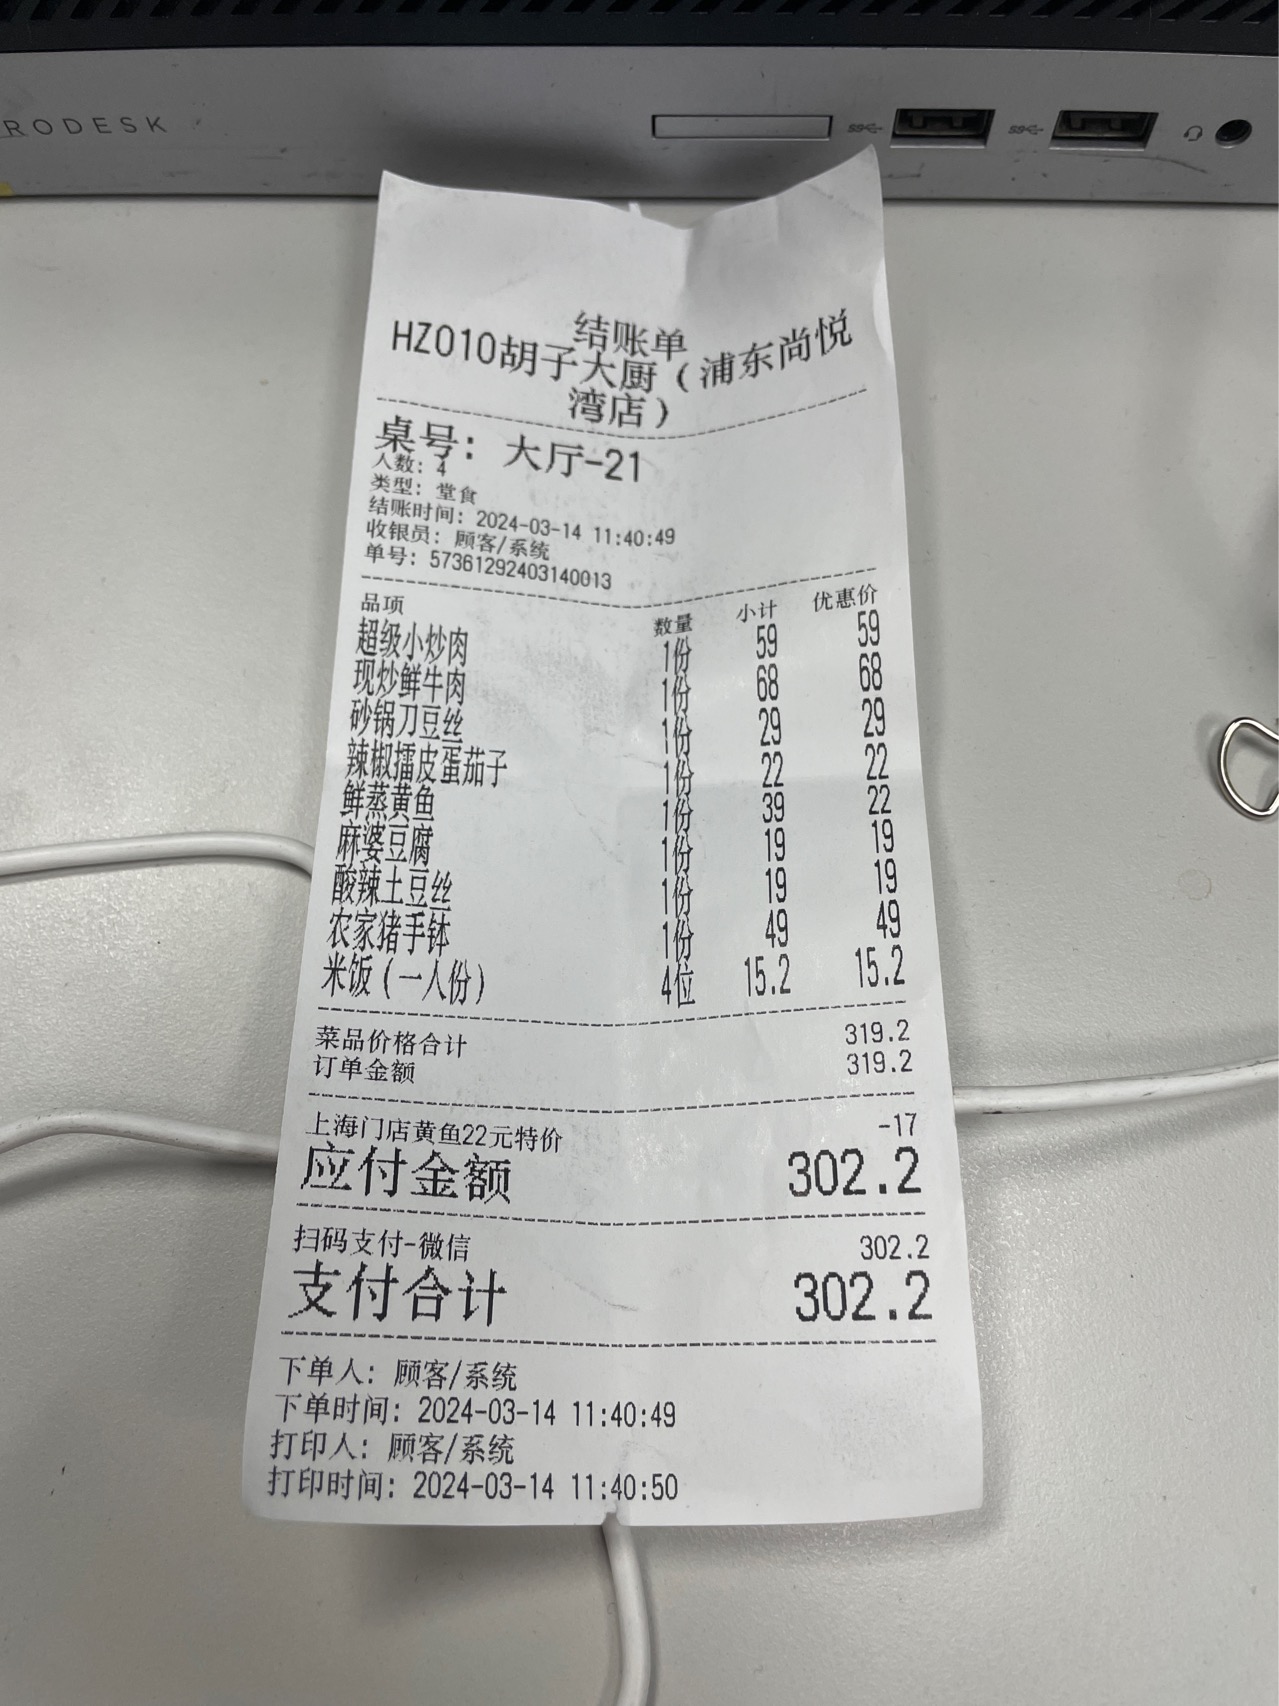 RODESK
结账单
HZ010胡子大厨（浦东尚悦
湾店）
桌号：大厅-21
人数：4
类型：堂食
结账时间：2024-03-14 11:40:49
收银员：顾客/系统
单号：573612924031400​13
品项 数量 小计 优惠价
超级小炒肉 1份 59 59
现炒鲜牛肉 1份 68 68
砂锅刀豆丝 1份 29 29
辣椒擂皮蛋茄子 1份 22 22
鲜蒸黄鱼 1份 39 22
麻婆豆腐 1份 19 19
酸辣土豆丝 1份 19 19
农家猪手钵 1份 49 49
米饭（一人份） 4位 15.2 15.2
菜品价格合计 319.2
订单金额 319.2
上海门店黄鱼22元特价 -17
应付金额 302.2
扫码支付-微信 302.2
支付合计 302.2
下单人：顾客/系统
下单时间：2024-03-14 11:40:49
打印人：顾客/系统
打印时间：2024-03-14 11:40:50